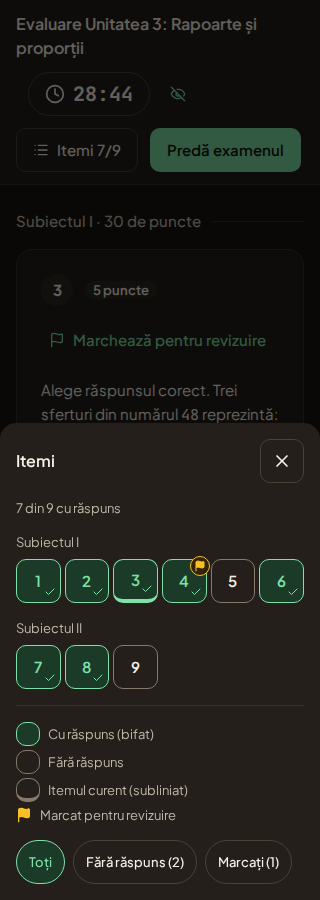 Evaluare Unitatea 3: Rapoarte și
proporții
28:44
Itemi 7/9
Predă examenul
Subiectul I · 30 de puncte
3
5 puncte
Marchează pentru revizuire
Alege răspunsul corect. Trei
sferturi din numărul 48 reprezintă:
Itemi
7 din 9 cu răspuns
Subiectul I
1 2 3 4 5 6
Subiectul II
7 8 9
Cu răspuns (bifat)
Fără răspuns
Itemul curent (subliniat)
Marcat pentru revizuire
Toți
Fără răspuns (2)
Marcați (1)